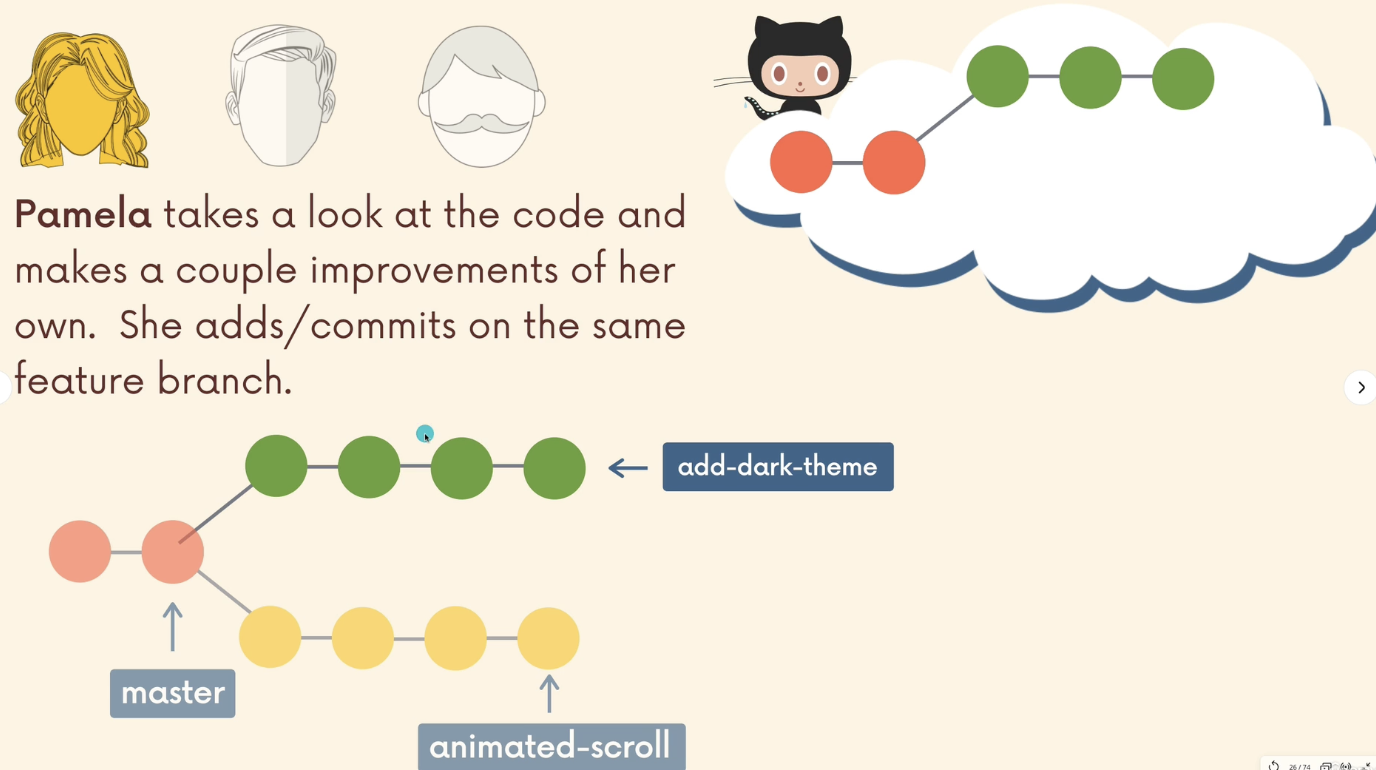 Pamela takes a look at the code and
makes a couple improvements of her
own.  She adds/commits on the same
feature branch.
add-dark-theme
master
animated-scroll
26 / 74